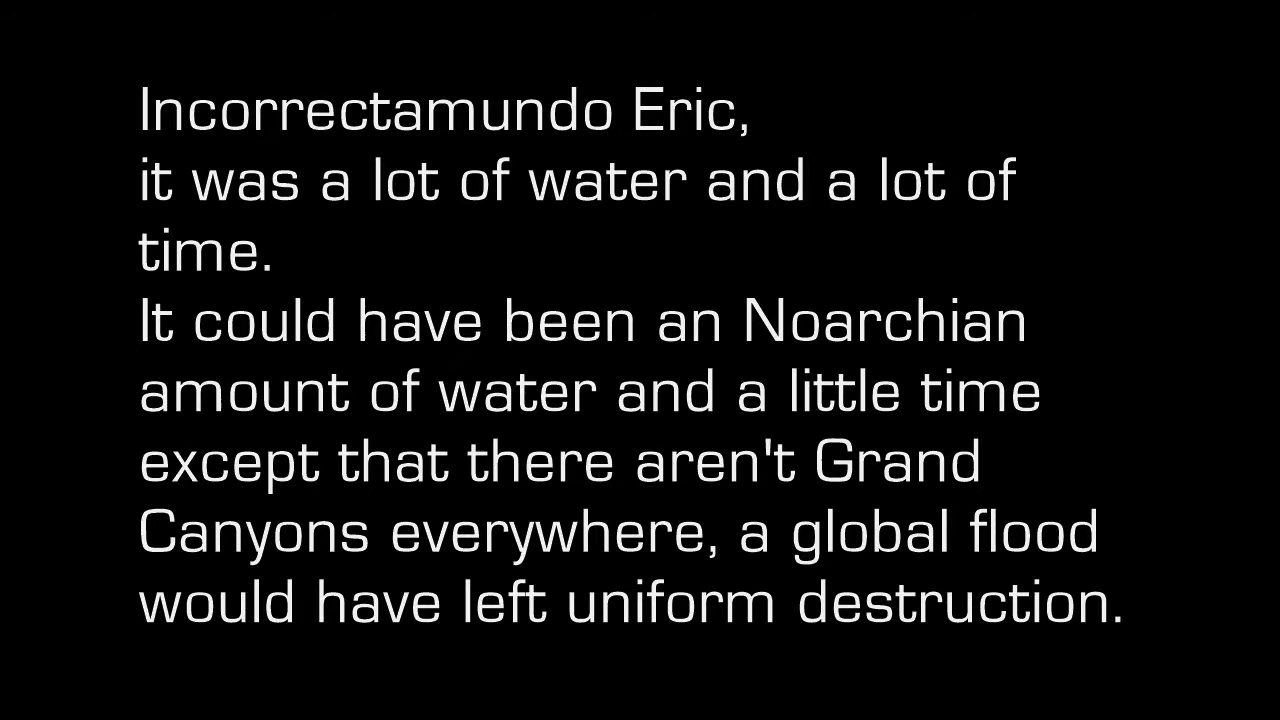 Incorrectamundo Eric,
it was a lot of water and a lot of
time.
It could have been an Noarchian
amount of water and a little time
except that there aren't Grand
Canyons everywhere, a global flood
would have left uniform destruction.